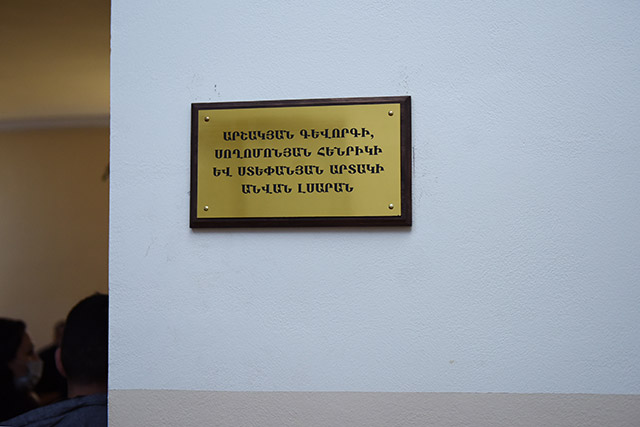 ԱՐՇԱԿՅԱՆ ԳԵՎՈՐԳԻ,
ՍՈՂՈՄՈՆՅԱՆ ՀԵՆՐԻԿԻ
ԵՎ ՍՏԵՓԱՆՅԱՆ ԱՐՏԱԿԻ
ԱՆՎԱՆ ԼՍԱՐԱՆ